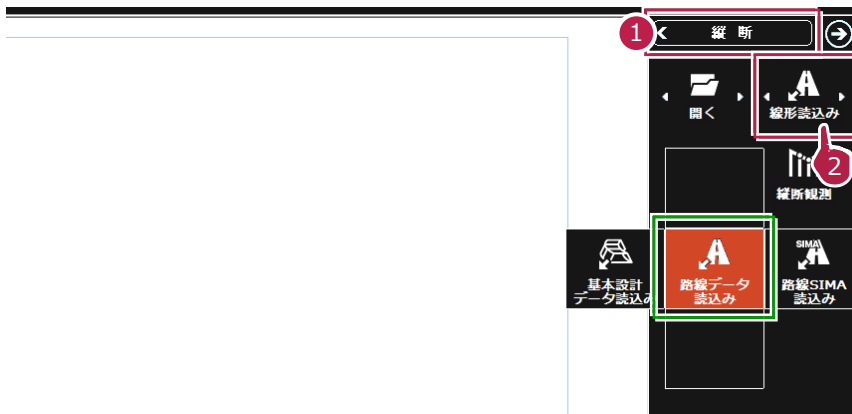 1
縦 断
開く
線形読込み
2
縦断観測
基本設計
データ読込み
路線データ
読込み
SIMA
路線SIMA
読込み